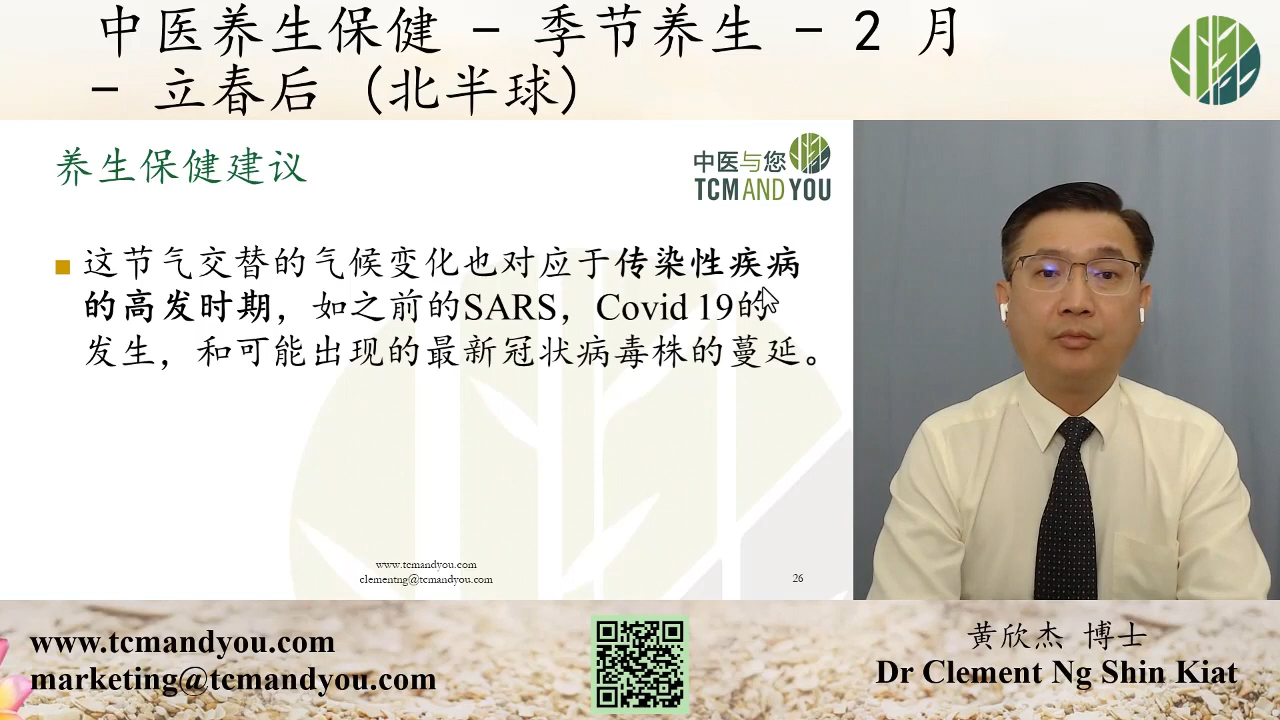 中医养生保健 - 季节养生 - 2 月
- 立春后（北半球）
养生保健建议
中医与您
TCM AND YOU
■ 这节气交替的气候变化也对应于传染性疾病
的高发时期，如之前的SARS，Covid 19的
发生，和可能出现的最新冠状病毒株的蔓延。
www.tcmandyou.com
clementng@tcmandyou.com
26
www.tcmandyou.com
marketing@tcmandyou.com
黄欣杰 博士
Dr Clement Ng Shin Kiat